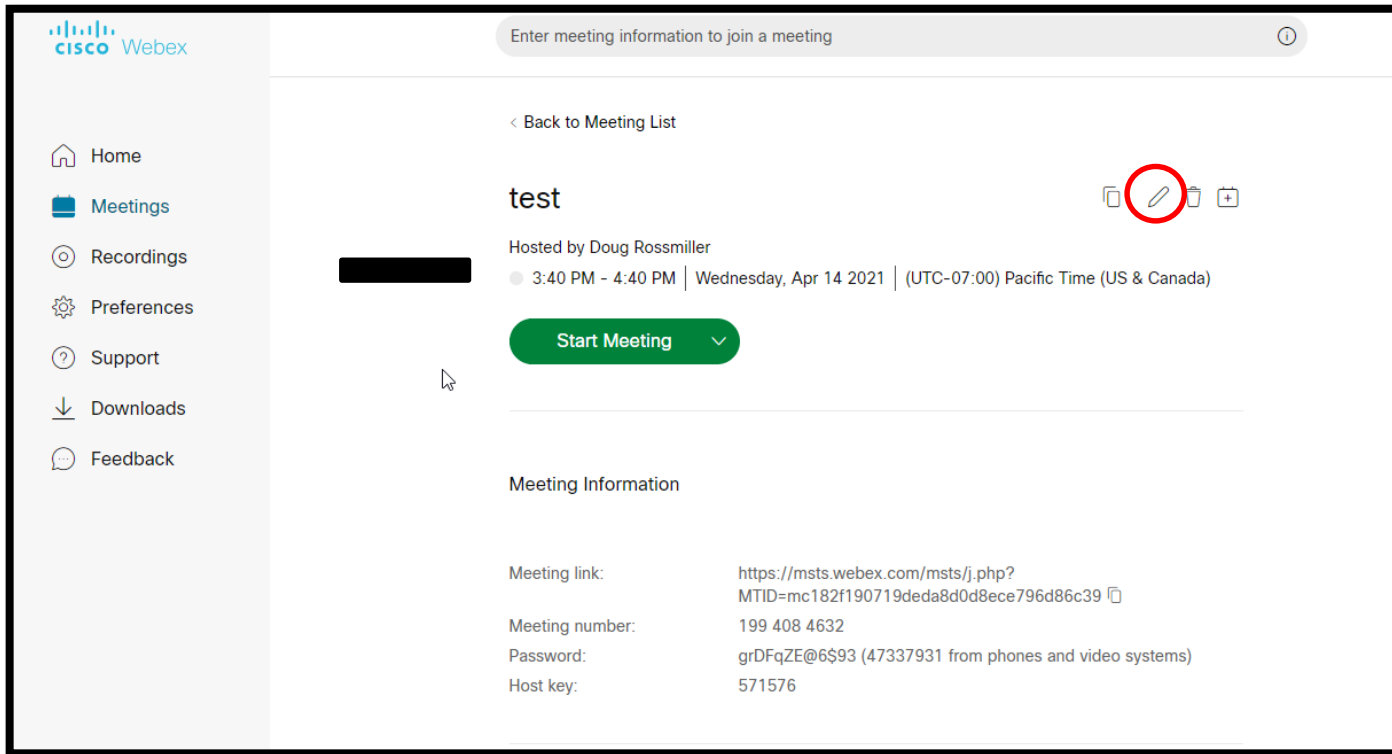 cisco Webex
Enter meeting information to join a meeting
Home
Meetings
Recordings
Preferences
Support
Downloads
Feedback
< Back to Meeting List
test
Hosted by Doug Rossmiller
3:40 PM - 4:40 PM | Wednesday, Apr 14 2021 | (UTC-07:00) Pacific Time (US & Canada)
Start Meeting
Meeting Information
Meeting link: https://msts.webex.com/msts/j.php?
MTID=mc182f190719deda8d0d8ece796d86c39
Meeting number: 199 408 4632
Password: grDFqZE@6$93 (47337931 from phones and video systems)
Host key: 571576